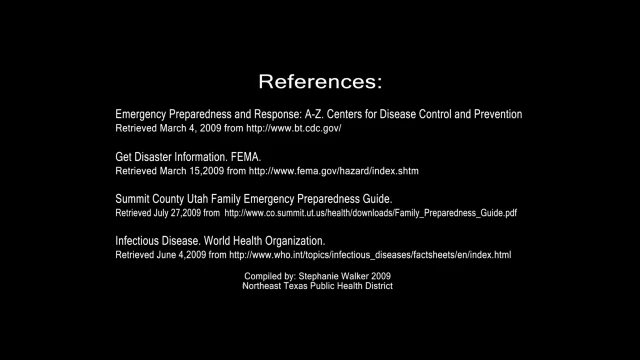 References:
Emergency Preparedness and Response: A-Z. Centers for Disease Control and Prevention
Retrieved March 4, 2009 from http://www.bt.cdc.gov/
Get Disaster Information. FEMA.
Retrieved March 15,2009 from http://www.fema.gov/hazard/index.shtm
Summit County Utah Family Emergency Preparedness Guide.
Retrieved July 27,2009 from http://www.co.summit.ut.us/health/downloads/Family_Preparedness_Guide.pdf
Infectious Disease. World Health Organization.
Retrieved June 4,2009 from http://www.who.int/topics/infectious_diseases/factsheets/en/index.html
Compiled by: Stephanie Walker 2009
Northeast Texas Public Health District